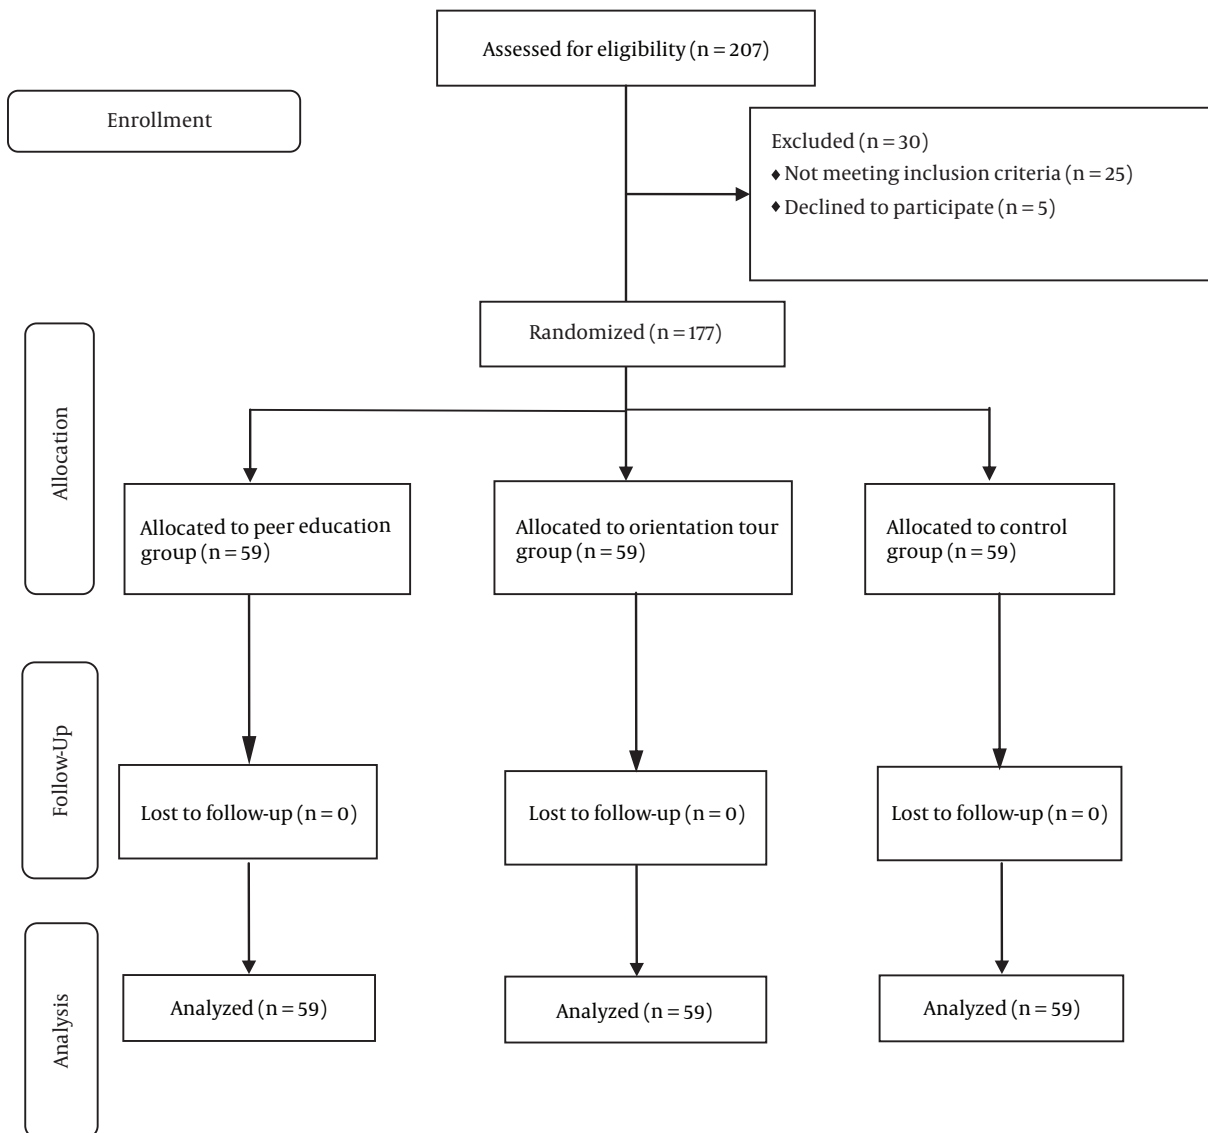 Assessed for eligibility (n = 207)
Enrollment
Excluded (n = 30)
♦ Not meeting inclusion criteria (n = 25)
♦ Declined to participate (n = 5)
Randomized (n = 177)
Allocation
Allocated to peer education
group (n = 59)
Allocated to orientation tour
group (n = 59)
Allocated to control
group (n = 59)
Follow-Up
Lost to follow-up (n = 0)
Lost to follow-up (n = 0)
Lost to follow-up (n = 0)
Analysis
Analyzed (n = 59)
Analyzed (n = 59)
Analyzed (n = 59)